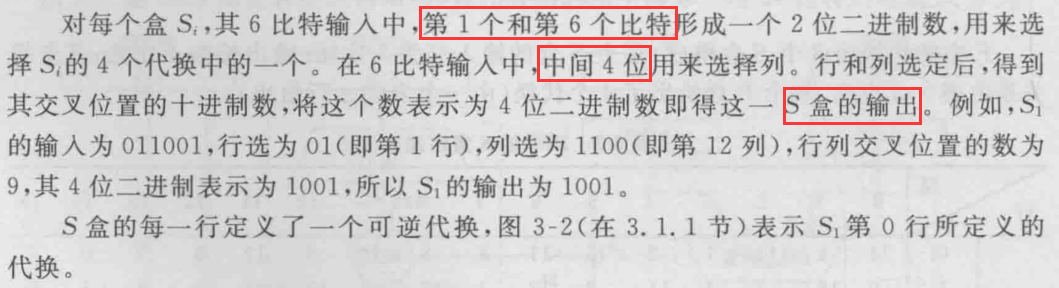 对每个盒 Sᵢ,其 6 比特输入中,第 1 个和第 6 个比特形成一个 2 位二进制数,用来选
择 Sᵢ的 4 个代换中的一个。在 6 比特输入中,中间 4 位用来选择列。行和列选定后,得到
其交叉位置的十进制数,将这个数表示为 4 位二进制数即得这一 S 盒的输出。例如,S₁
的输入为 011001,行选为 01(即第 1 行),列选为 1100(即第 12 列),行列交叉位置的数为
9,其 4 位二进制表示为 1001,所以 S₁的输出为 1001。
S 盒的每一行定义了一个可逆代换,图 3-2(在 3.1.1 节)表示 S₁第 0 行所定义的
代换。